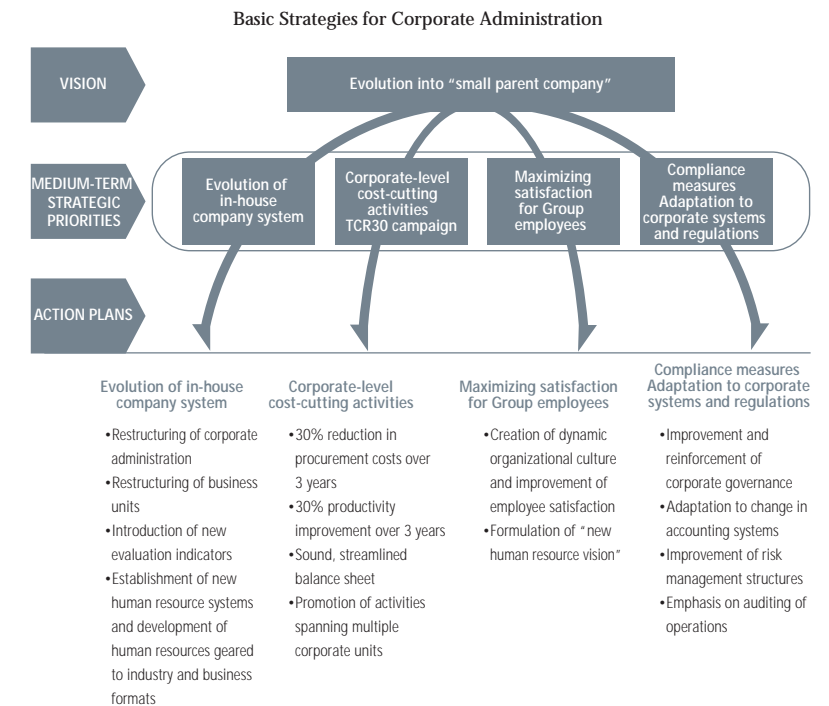 Basic Strategies for Corporate Administration
VISION
Evolution into “small parent company”
MEDIUM-TERM
STRATEGIC
PRIORITIES
Evolution of
in-house
company system
Corporate-level
cost-cutting
activities
TCR30 campaign
Maximizing
satisfaction
for Group
employees
Compliance
measures
Adaptation to
corporate systems
and regulations
ACTION PLANS
Evolution of in-house
company system
•Restructuring of corporate
administration
•Restructuring of business
units
•Introduction of new
evaluation indicators
•Establishment of new
human resource systems
and development of
human resources geared
to industry and business
formats
Corporate-level
cost-cutting activities
•30% reduction in
procurement costs over
3 years
•30% productivity
improvement over 3 years
•Sound, streamlined
balance sheet
•Promotion of activities
spanning multiple
corporate units
Maximizing satisfaction
for Group employees
•Creation of dynamic
organizational culture
and improvement of
employee satisfaction
•Formulation of “new
human resource vision”
Compliance measures
Adaptation to corporate
systems and regulations
•Improvement and
reinforcement of
corporate governance
•Adaptation to change in
accounting systems
•Improvement of risk
management structures
•Emphasis on auditing of
operations